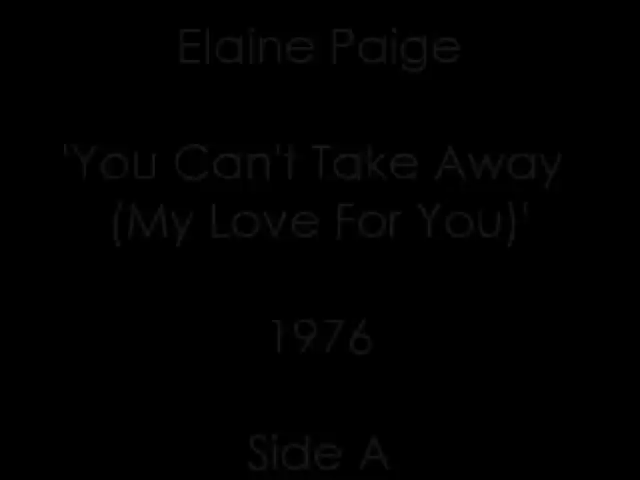 Elaine Paige
'You Can't Take Away
(My Love For You)'
1976
Side A